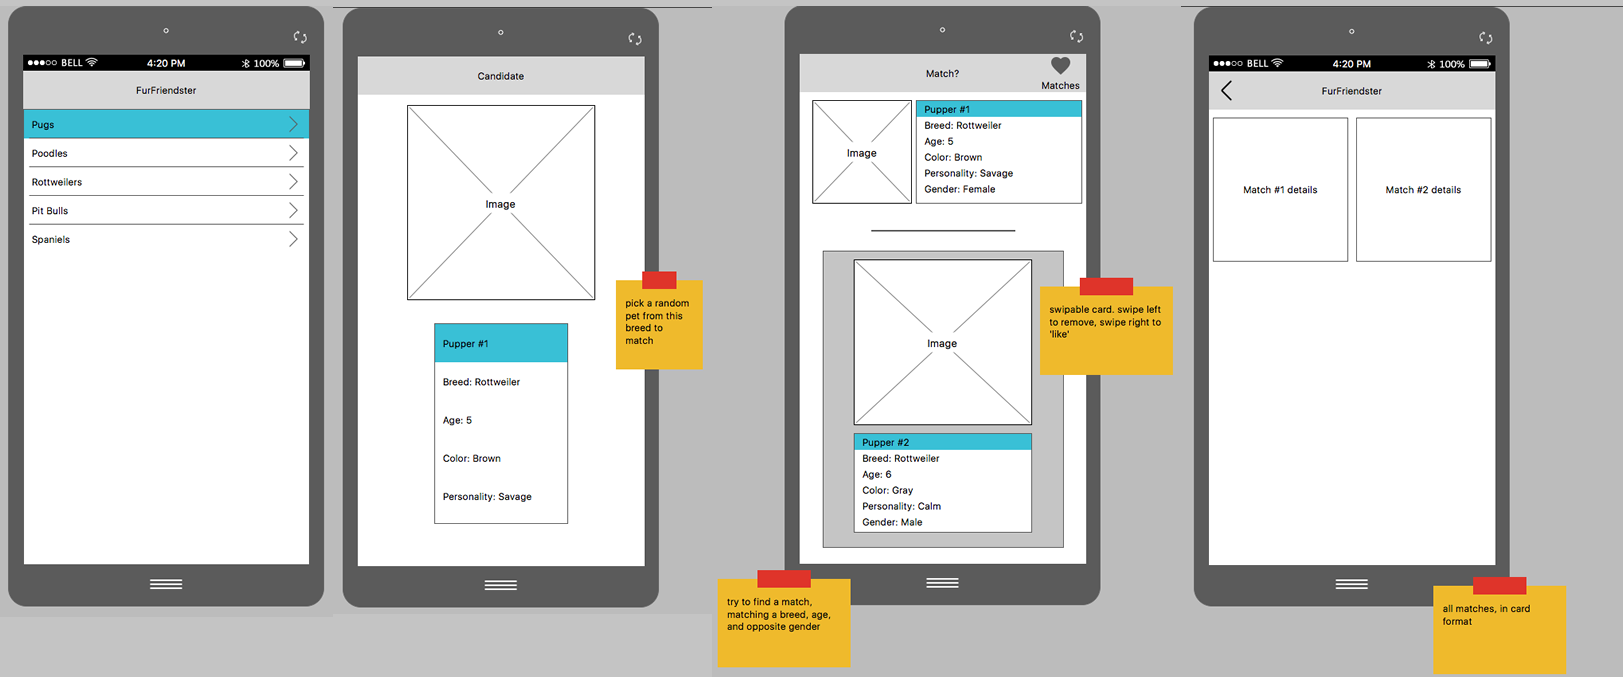 ●●●○○ BELL 4:20 PM 100%
FurFriendster
Pugs
Poodles
Rottweilers
Pit Bulls
Spaniels
Candidate
Image
Pupper #1
Breed: Rottweiler
Age: 5
Color: Brown
Personality: Savage
pick a random
pet from this
breed to
match
Match?
Matches
Image
Pupper #1
Breed: Rottweiler
Age: 5
Color: Brown
Personality: Savage
Gender: Female
Image
Pupper #2
Breed: Rottweiler
Age: 6
Color: Gray
Personality: Calm
Gender: Male
swipable card. swipe left
to remove, swipe right to
'like'
try to find a match,
matching a breed, age,
and opposite gender
●●●○○ BELL 4:20 PM 100%
FurFriendster
Match #1 details
Match #2 details
all matches, in card
format